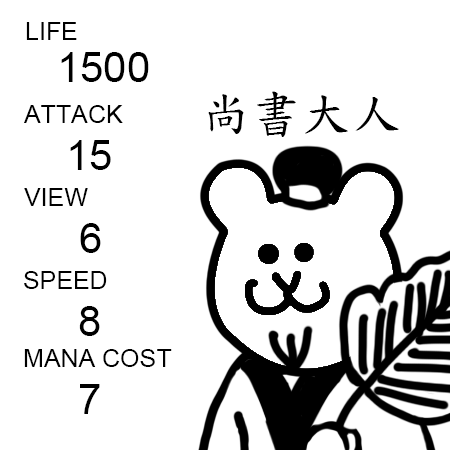 LIFE
1500
尚書大人
ATTACK
15
VIEW
6
SPEED
8
MANA COST
7